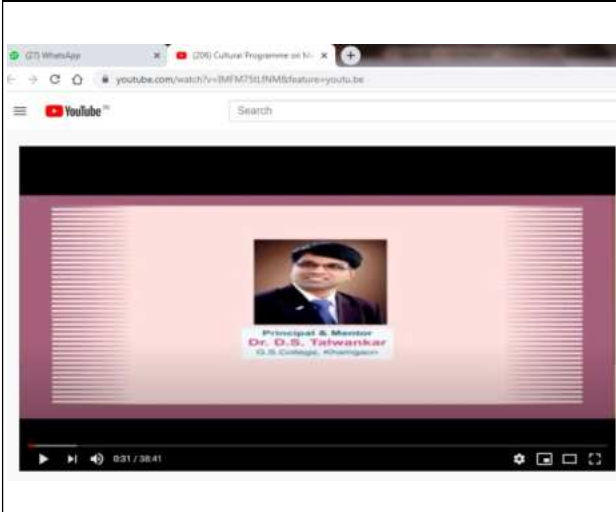 (27) WhatsApp
(206) Cultural Programme on
youtube.com/watch?v=
&feature=youtu.be
YouTube IN
Search
Principal & Mentor
Dr. D.S. Talwankar
G.S.College, Khamgaon
0:31 / 38:41